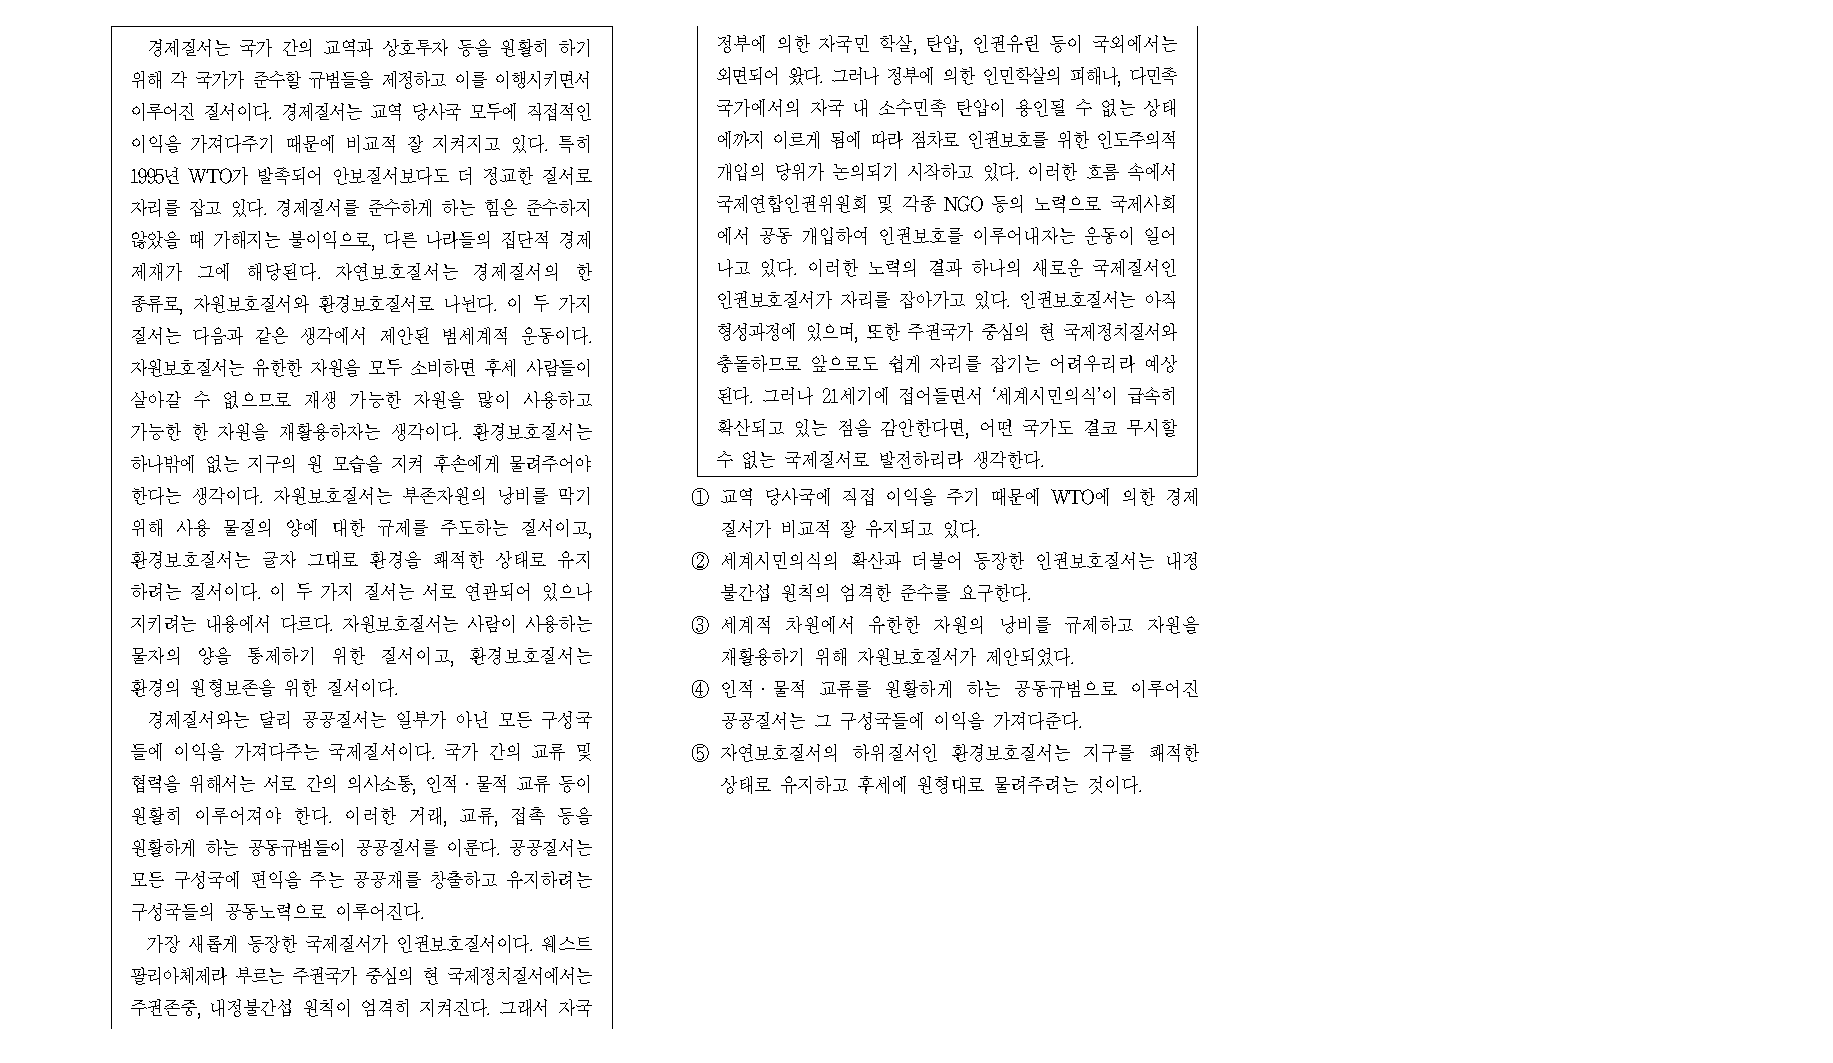 경제질서는 국가 간의 교역과 상호투자 등을 원활히 하기
위해 각 국가가 준수할 규범들을 제정하고 이를 이행시키면서
이루어진 질서이다. 경제질서는 교역 당사국 모두에 직접적인
이익을 가져다주기 때문에 비교적 잘 지켜지고 있다. 특히
1995년 WTO가 발족되어 안보질서보다도 더 정교한 질서로
자리를 잡고 있다. 경제질서를 준수하게 하는 힘은 준수하지
않았을 때 가해지는 불이익으로, 다른 나라들의 집단적 경제
제재가 그에 해당된다. 자연보호질서는 경제질서의 한
종류로, 자원보호질서와 환경보호질서로 나뉜다. 이 두 가지
질서는 다음과 같은 생각에서 제안된 범세계적 운동이다.
자원보호질서는 유한한 자원을 모두 소비하면 후세 사람들이
살아갈 수 없으므로 재생 가능한 자원을 많이 사용하고
가능한 한 자원을 재활용하자는 생각이다. 환경보호질서는
하나밖에 없는 지구의 원 모습을 지켜 후손에게 물려주어야
한다는 생각이다. 자원보호질서는 부존자원의 낭비를 막기
위해 사용 물질의 양에 대한 규제를 주도하는 질서이고,
환경보호질서는 글자 그대로 환경을 쾌적한 상태로 유지
하려는 질서이다. 이 두 가지 질서는 서로 연관되어 있으나
지키려는 내용에서 다르다. 자원보호질서는 사람이 사용하는
물자의 양을 통제하기 위한 질서이고, 환경보호질서는
환경의 원형보존을 위한 질서이다.
경제질서와는 달리 공공질서는 일부가 아닌 모든 구성국
들에 이익을 가져다주는 국제질서이다. 국가 간의 교류 및
협력을 위해서는 서로 간의 의사소통, 인적·물적 교류 등이
원활히 이루어져야 한다. 이러한 거래, 교류, 접촉 등을
원활하게 하는 공동규범들이 공공질서를 이룬다. 공공질서는
모든 구성국에 편익을 주는 공공재를 창출하고 유지하려는
구성국들의 공동노력으로 이루어진다.
가장 새롭게 등장한 국제질서가 인권보호질서이다. 웨스트
팔리아체제라 부르는 주권국가 중심의 현 국제정치질서에서는
주권존중, 내정불간섭 원칙이 엄격히 지켜진다. 그래서 자국
정부에 의한 자국민 학살, 탄압, 인권유린 등이 국외에서는
외면되어 왔다. 그러나 정부에 의한 인민학살의 피해나, 다민족
국가에서의 자국 내 소수민족 탄압이 용인될 수 없는 상태
에까지 이르게 됨에 따라 점차로 인권보호를 위한 인도주의적
개입의 당위가 논의되기 시작하고 있다. 이러한 흐름 속에서
국제연합인권위원회 및 각종 NGO 등의 노력으로 국제사회
에서 공동 개입하여 인권보호를 이루어내자는 운동이 일어
나고 있다. 이러한 노력의 결과 하나의 새로운 국제질서인
인권보호질서가 자리를 잡아가고 있다. 인권보호질서는 아직
형성과정에 있으며, 또한 주권국가 중심의 현 국제정치질서와
충돌하므로 앞으로도 쉽게 자리를 잡기는 어려우리라 예상
된다. 그러나 21세기에 접어들면서 ‘세계시민의식’이 급속히
확산되고 있는 점을 감안한다면, 어떤 국가도 결코 무시할
수 없는 국제질서로 발전하리라 생각한다.
① 교역 당사국에 직접 이익을 주기 때문에 WTO에 의한 경제
질서가 비교적 잘 유지되고 있다.
② 세계시민의식의 확산과 더불어 등장한 인권보호질서는 내정
불간섭 원칙의 엄격한 준수를 요구한다.
③ 세계적 차원에서 유한한 자원의 낭비를 규제하고 자원을
재활용하기 위해 자원보호질서가 제안되었다.
④ 인적·물적 교류를 원활하게 하는 공동규범으로 이루어진
공공질서는 그 구성국들에 이익을 가져다준다.
⑤ 자연보호질서의 하위질서인 환경보호질서는 지구를 쾌적한
상태로 유지하고 후세에 원형대로 물려주려는 것이다.